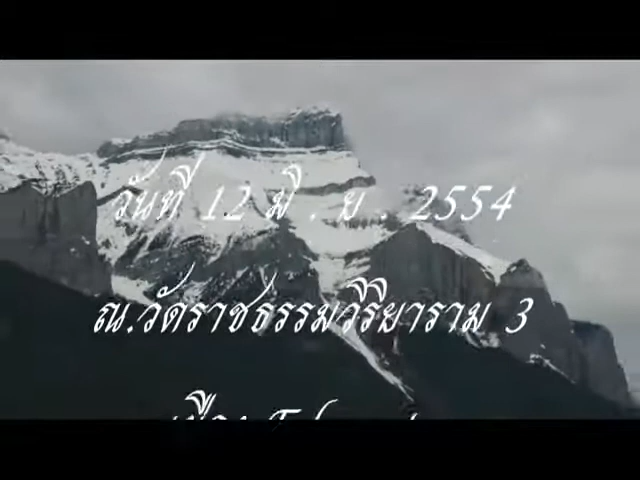 วันที่ 12 มิ . ย . 2554
ณ.วัดราชธรรมวิริยาราม 3